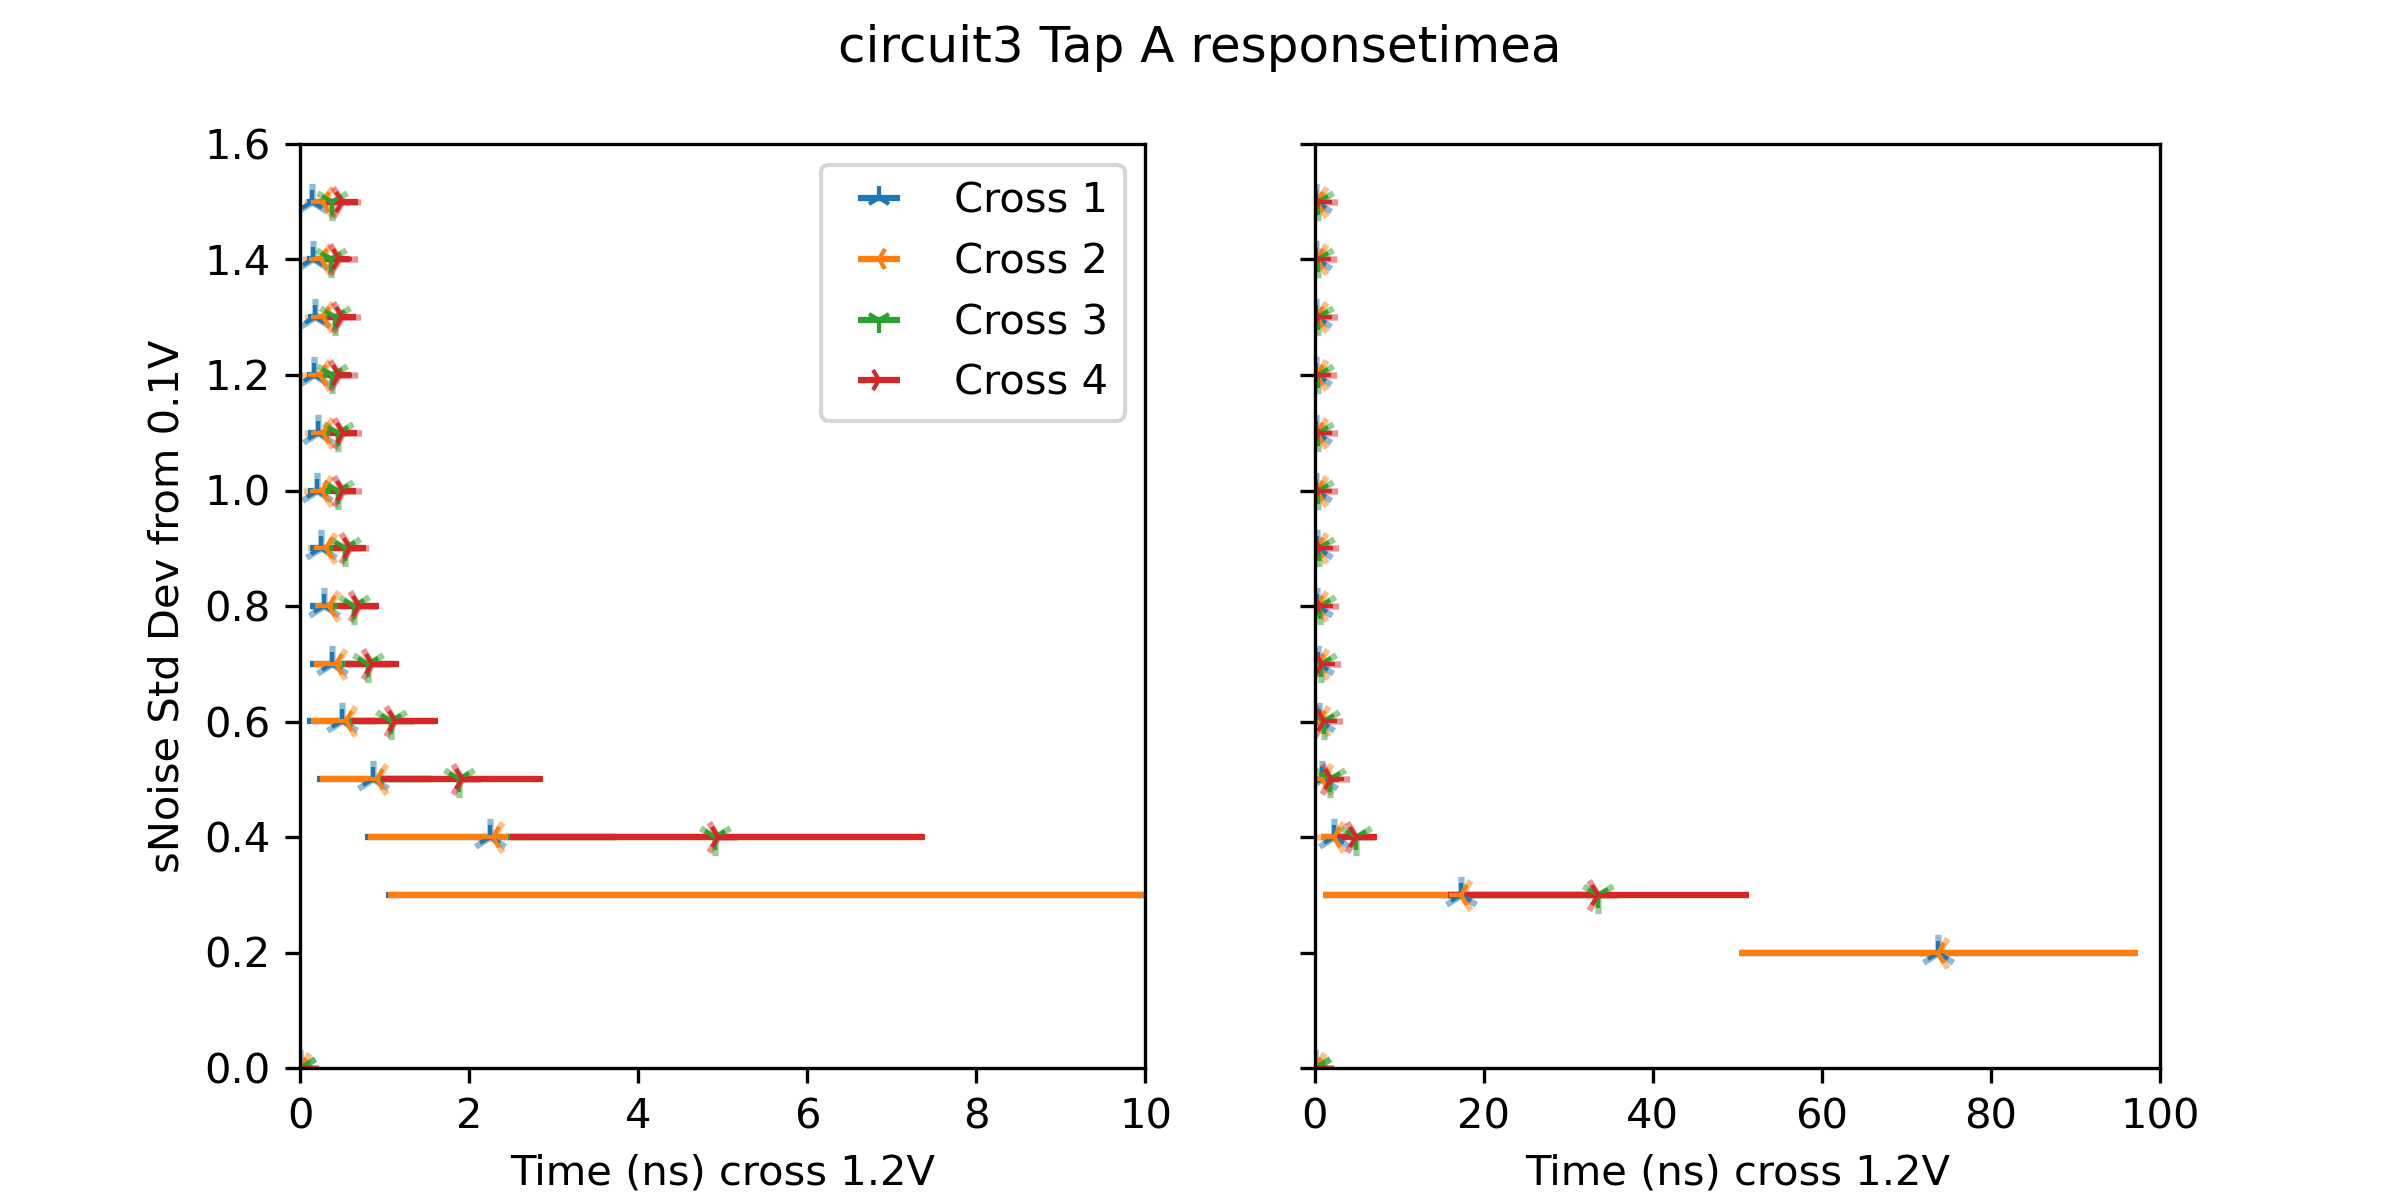 circuit3 Tap A responsetimea
sNoise Std Dev from 0.1V
1.6
1.4
1.2
1.0
0.8
0.6
0.4
0.2
0.0
Cross 1
Cross 2
Cross 3
Cross 4
0 2 4 6 8 10
Time (ns) cross 1.2V
0 20 40 60 80 100
Time (ns) cross 1.2V